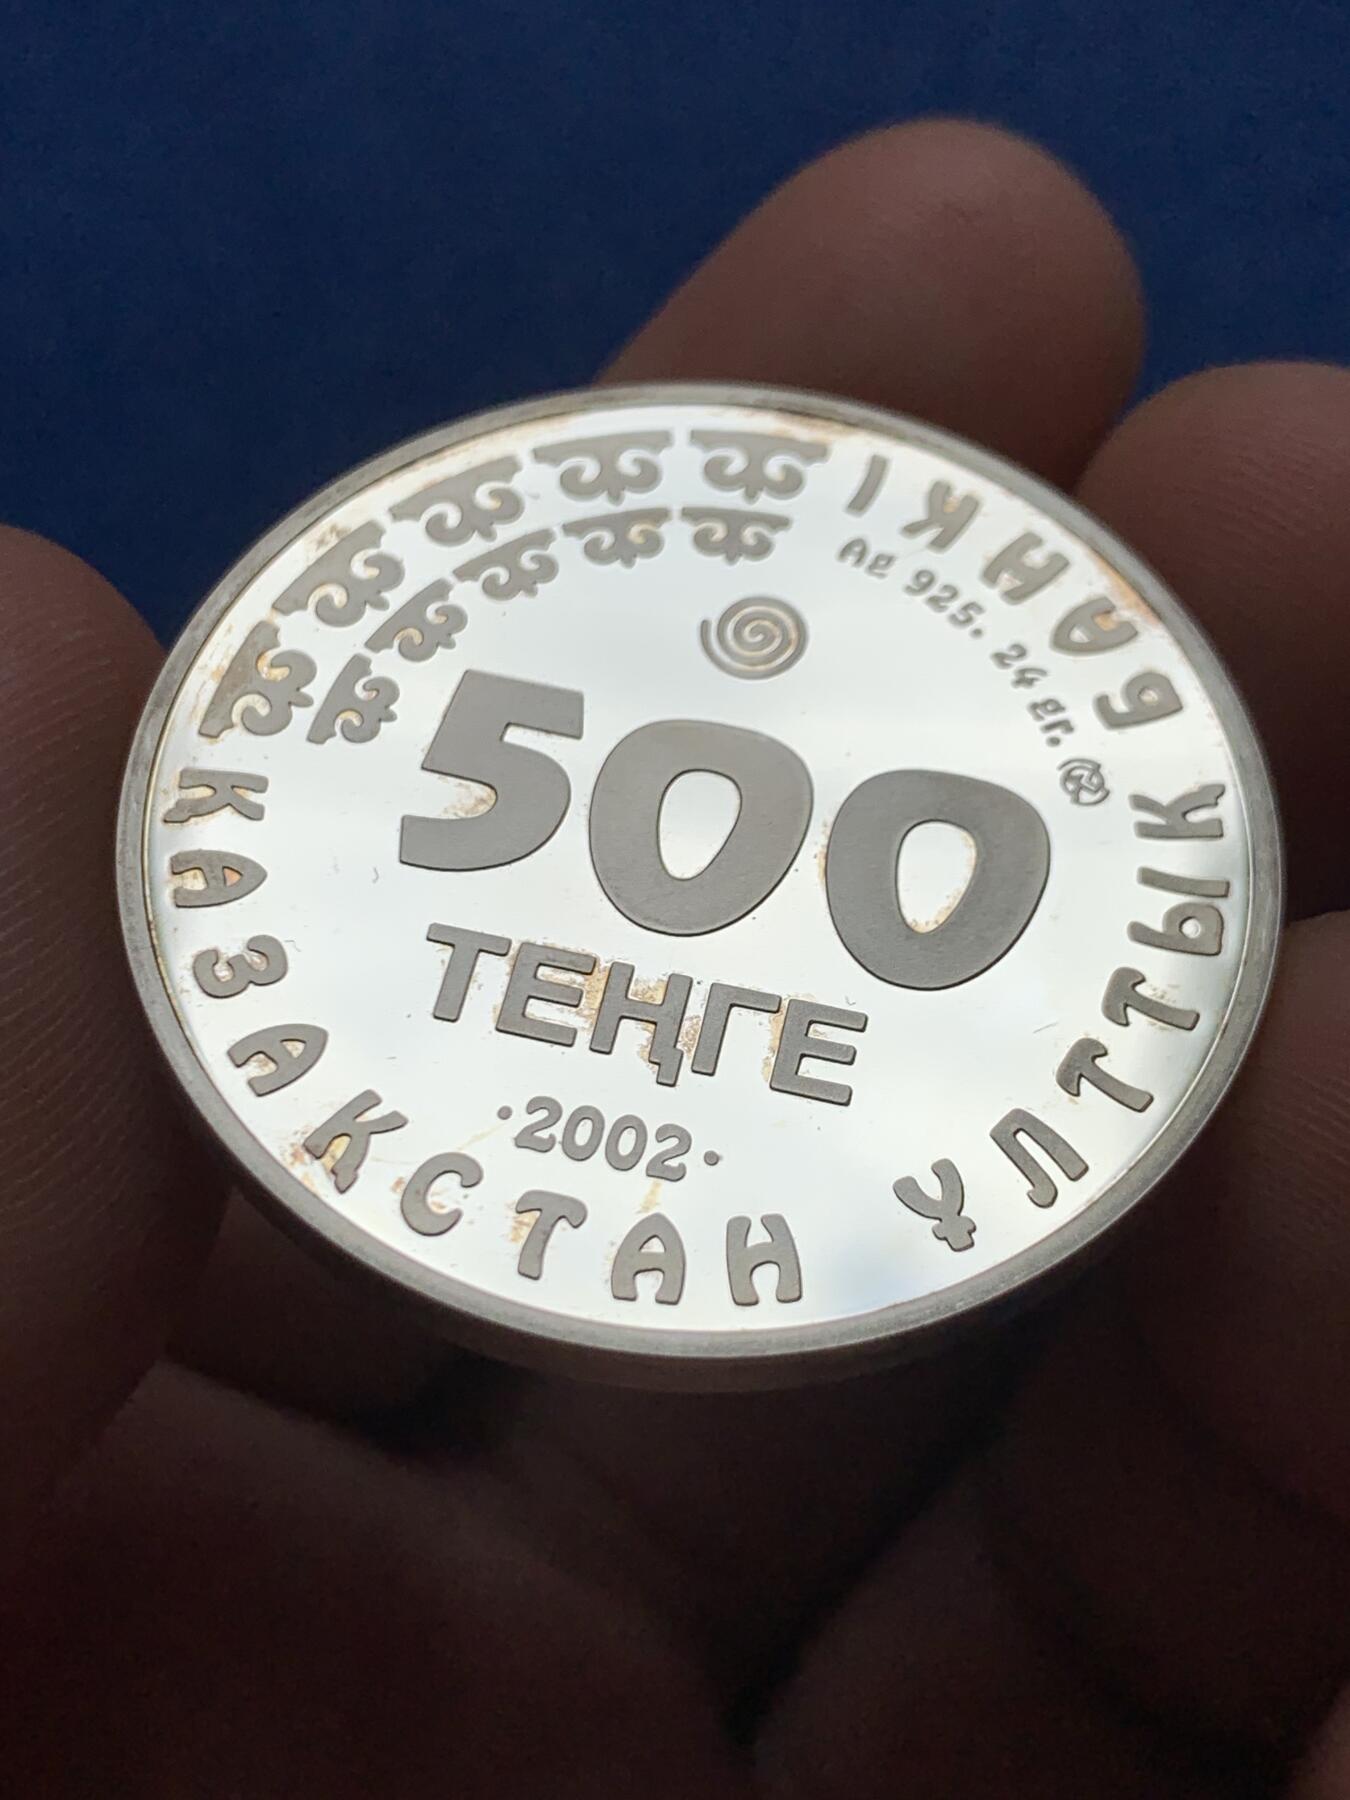 ҚАЗАҚСТАН ҰЛТТЫҚ БАНКІ
Ag 925. 24 gr.
500
ТЕҢГЕ
·2002·